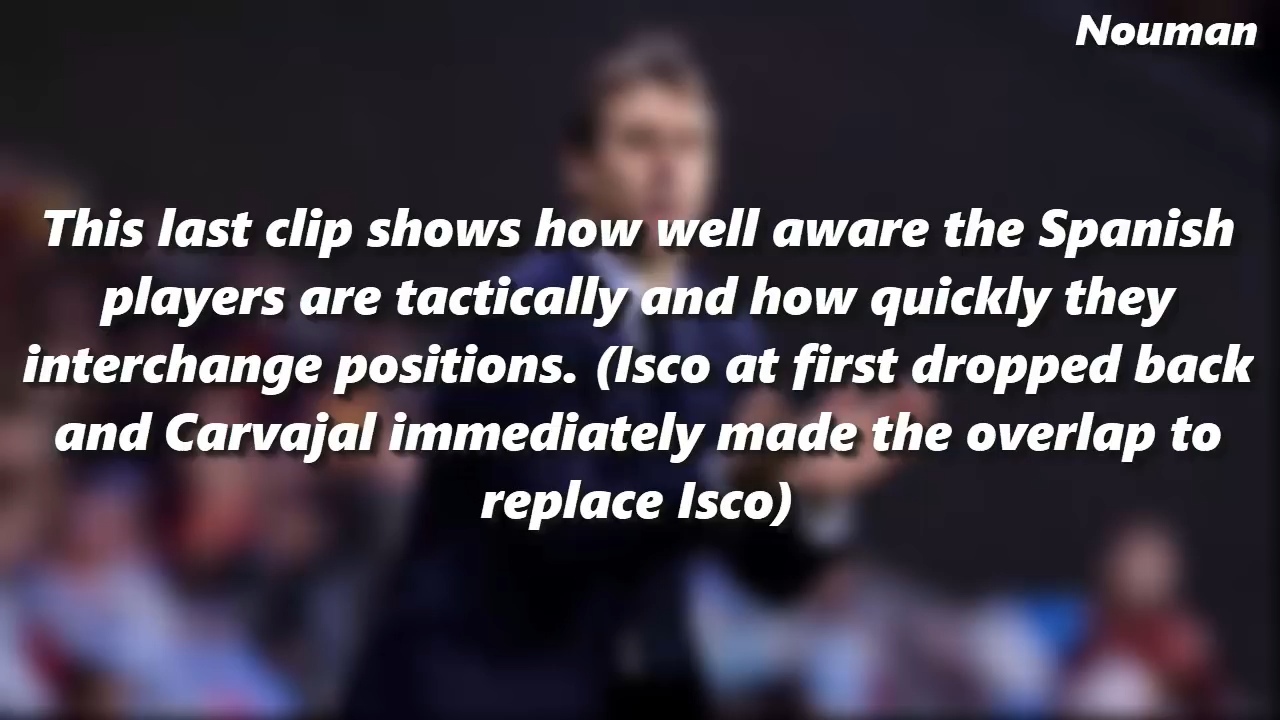 Nouman
This last clip shows how well aware the Spanish
players are tactically and how quickly they
interchange positions. (Isco at first dropped back
and Carvajal immediately made the overlap to
replace Isco)